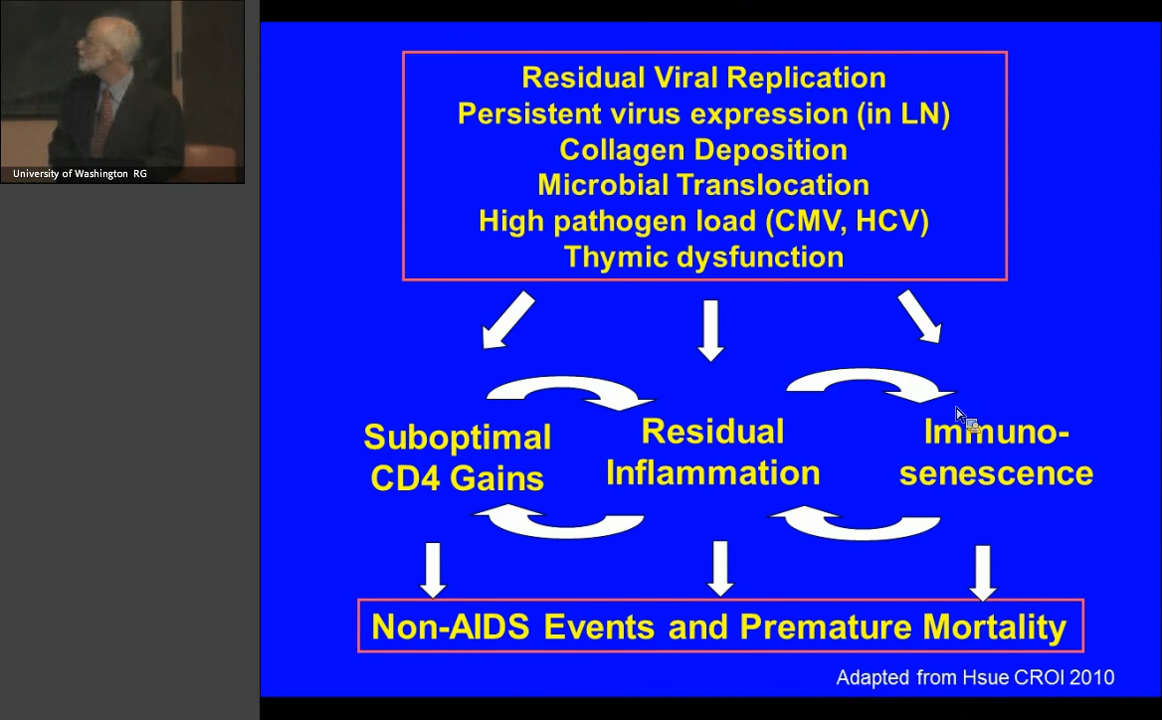 University of Washington RG
Residual Viral Replication
Persistent virus expression (in LN)
Collagen Deposition
Microbial Translocation
High pathogen load (CMV, HCV)
Thymic dysfunction
Suboptimal
CD4 Gains
Residual
Inflammation
Immuno-
senescence
Non-AIDS Events and Premature Mortality
Adapted from Hsue CROI 2010